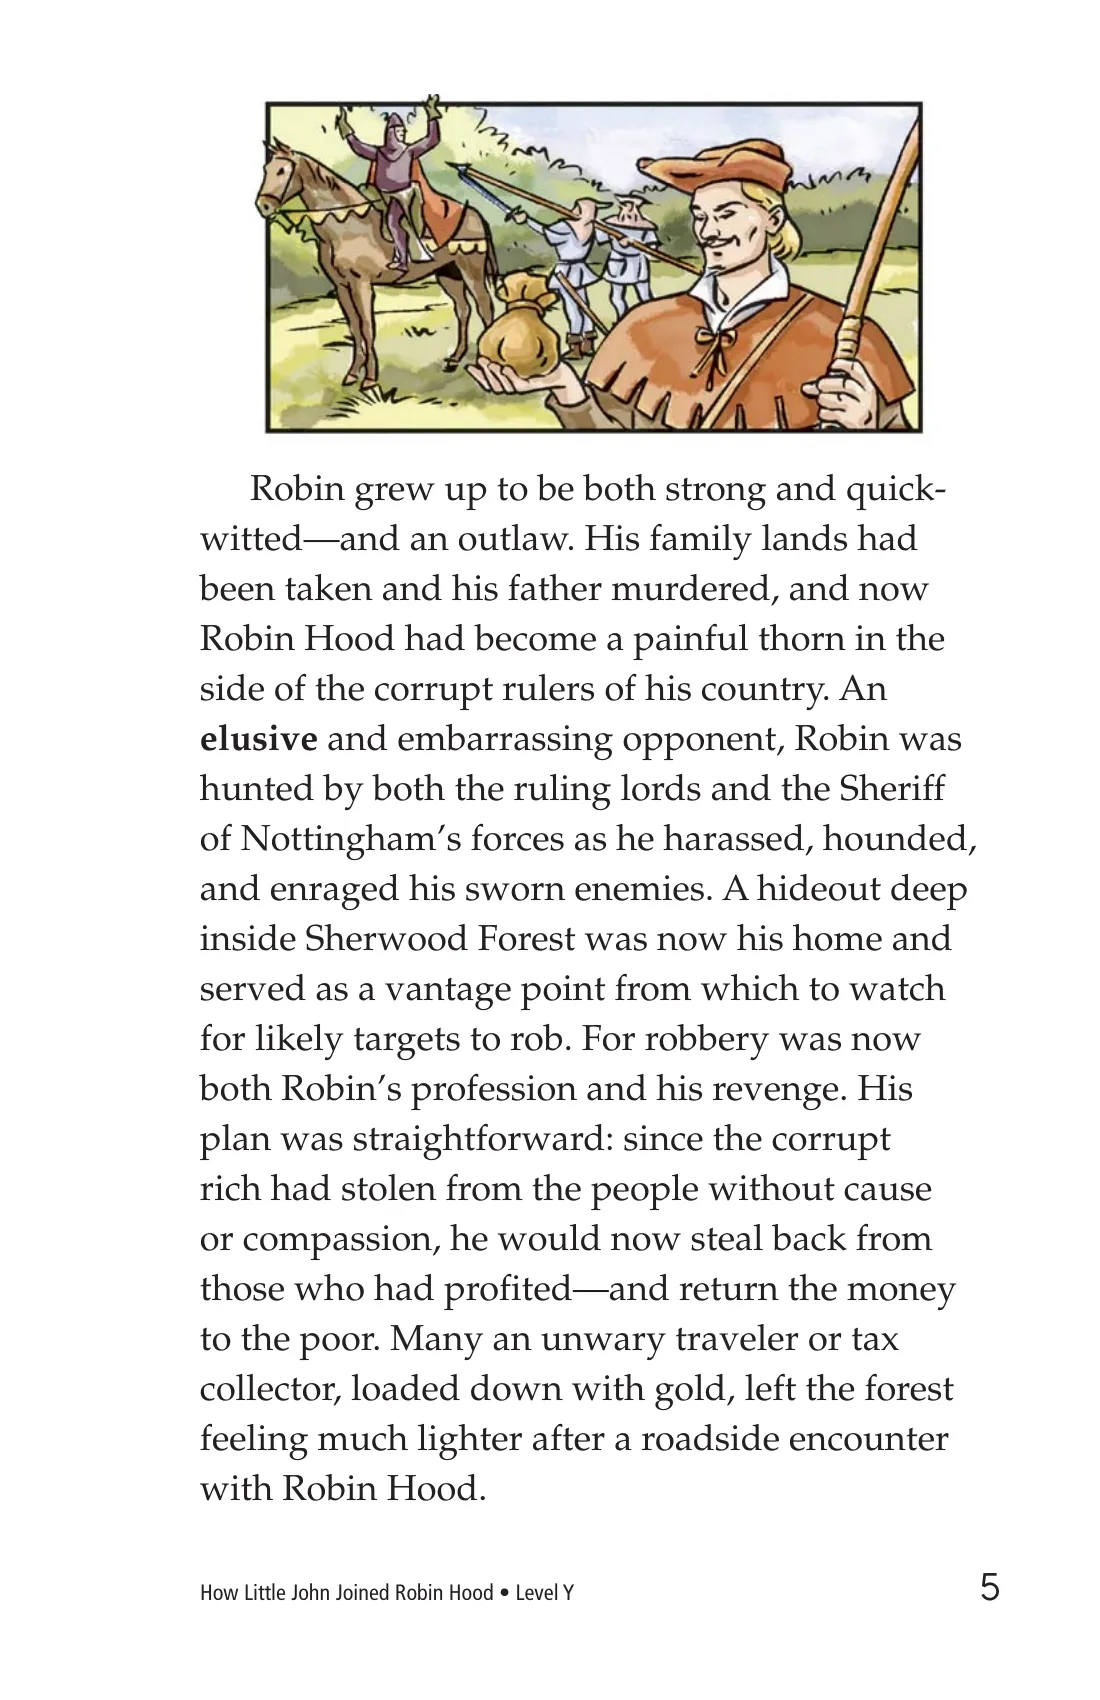 Robin grew up to be both strong and quick-
witted—and an outlaw. His family lands had
been taken and his father murdered, and now
Robin Hood had become a painful thorn in the
side of the corrupt rulers of his country. An
elusive and embarrassing opponent, Robin was
hunted by both the ruling lords and the Sheriff
of Nottingham’s forces as he harassed, hounded,
and enraged his sworn enemies. A hideout deep
inside Sherwood Forest was now his home and
served as a vantage point from which to watch
for likely targets to rob. For robbery was now
both Robin’s profession and his revenge. His
plan was straightforward: since the corrupt
rich had stolen from the people without cause
or compassion, he would now steal back from
those who had profited—and return the money
to the poor. Many an unwary traveler or tax
collector, loaded down with gold, left the forest
feeling much lighter after a roadside encounter
with Robin Hood.
How Little John Joined Robin Hood • Level Y
5